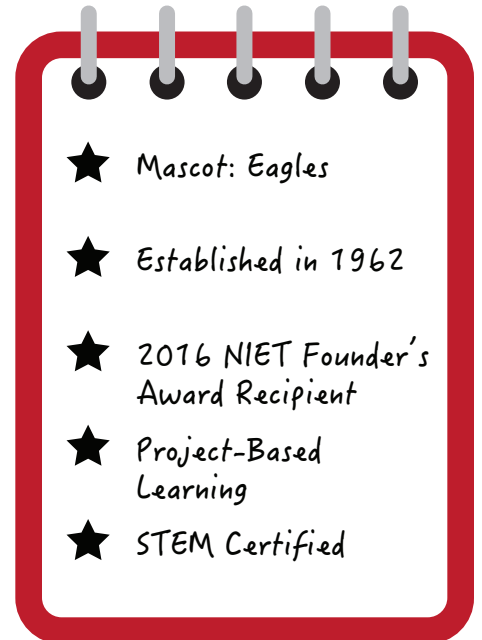 Mascot: Eagles
Established in 1962
2016 NIET Founder's
Award Recipient
Project-Based
Learning
STEM Certified